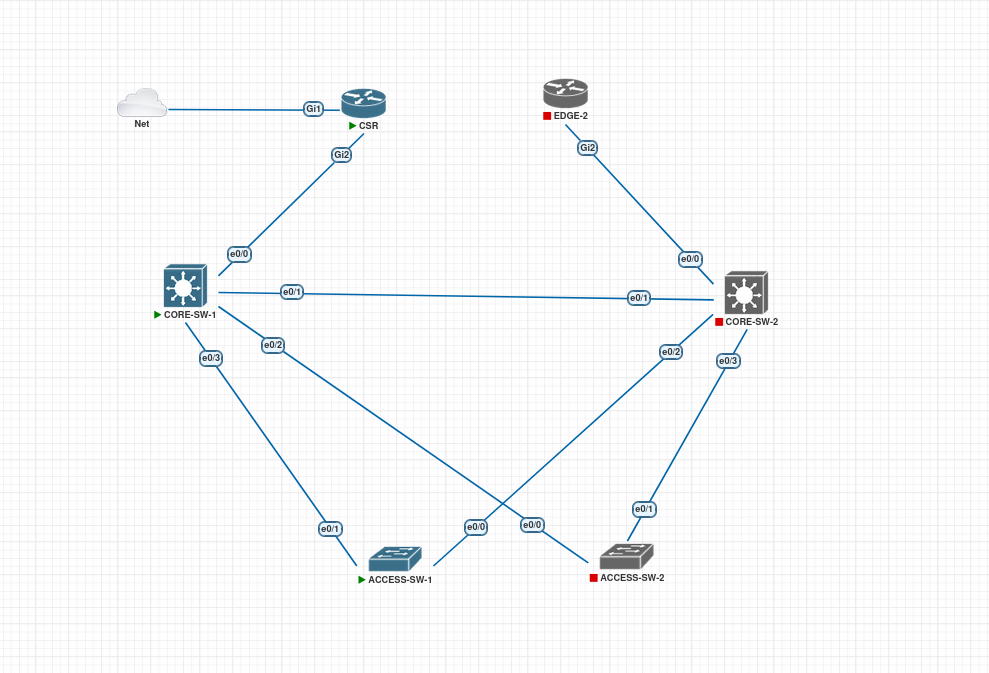 Gi1
Net
CSR
EDGE-2
Gi2
Gi2
e0/0
e0/0
e0/1
e0/1
CORE-SW-1
CORE-SW-2
e0/3
e0/2
e0/2
e0/3
e0/1
e0/0
e0/0
e0/1
ACCESS-SW-1
ACCESS-SW-2